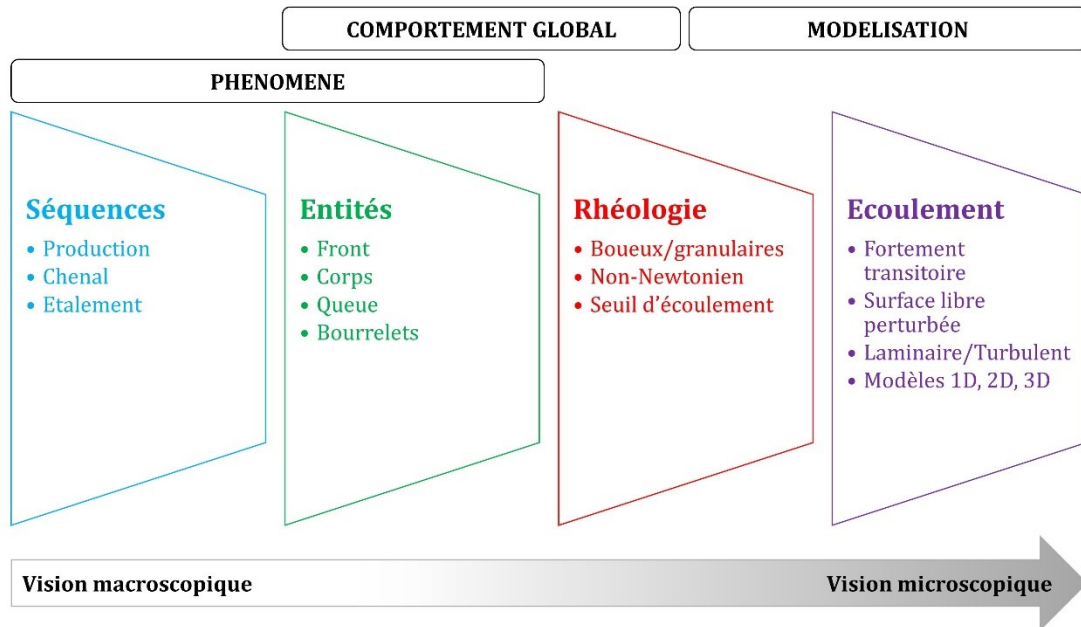 COMPORTEMENT GLOBAL
MODELISATION
PHENOMENE
Séquences
• Production
• Chenal
• Etalement
Entités
• Front
• Corps
• Queue
• Bourrelets
Rhéologie
• Boueux/granulaires
• Non-Newtonien
• Seuil d’écoulement
Ecoulement
• Fortement
transitoire
• Surface libre
perturbée
• Laminaire/Turbulent
• Modèles 1D, 2D, 3D
Vision macroscopique
Vision microscopique